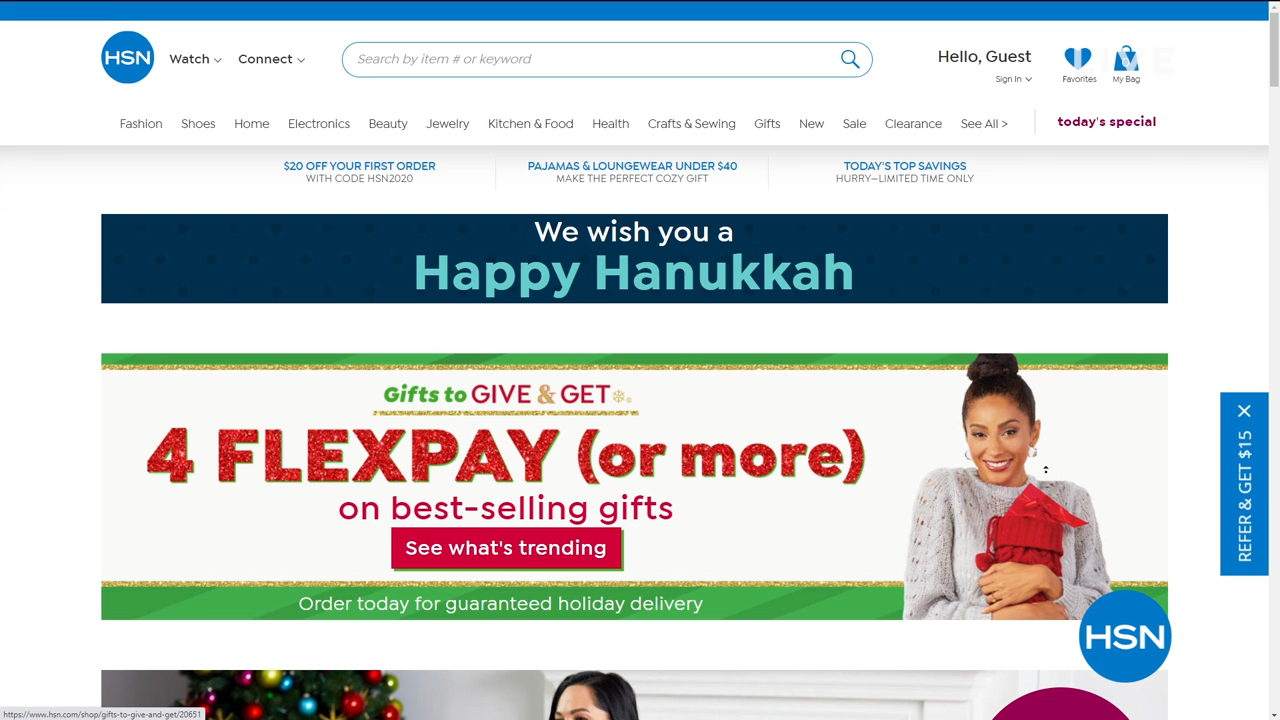 HSN
Watch
Connect
Search by item # or keyword
Hello, Guest
Sign In
Favorites
0
My Bag
Fashion
Shoes
Home
Electronics
Beauty
Jewelry
Kitchen & Food
Health
Crafts & Sewing
Gifts
New
Sale
Clearance
See All >
today's special
$20 OFF YOUR FIRST ORDER
WITH CODE HSN2020
PAJAMAS & LOUNGEWEAR UNDER $40
MAKE THE PERFECT COZY GIFT
TODAY'S TOP SAVINGS
HURRY—LIMITED TIME ONLY
We wish you a
Happy Hanukkah
Gifts to GIVE & GET
4 FLEXPAY (or more)
on best-selling gifts
See what's trending
Order today for guaranteed holiday delivery
REFER & GET $15
HSN
https://www.hsn.com/shop/gifts-to-give-and-get/20651